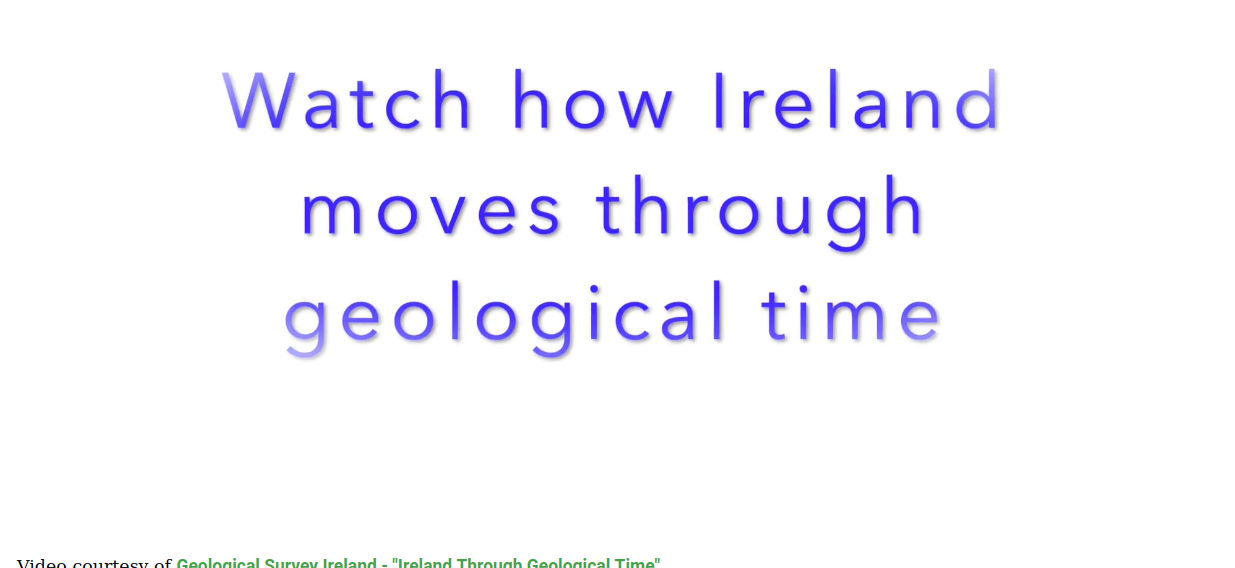 Watch how Ireland
moves through
geological time
Video courtesy of Geological Survey Ireland - "Ireland Through Geological Time"